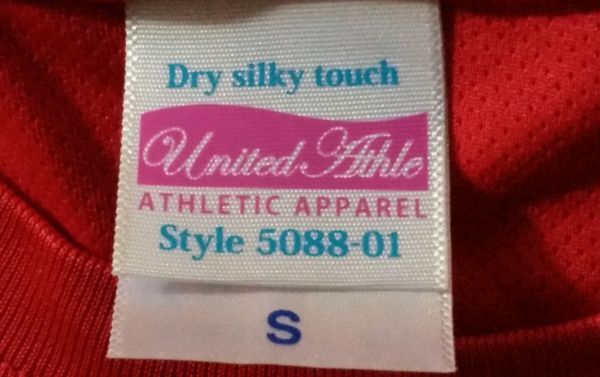 Dry silky touch
United Athle
ATHLETIC APPAREL
Style 5088-01
S